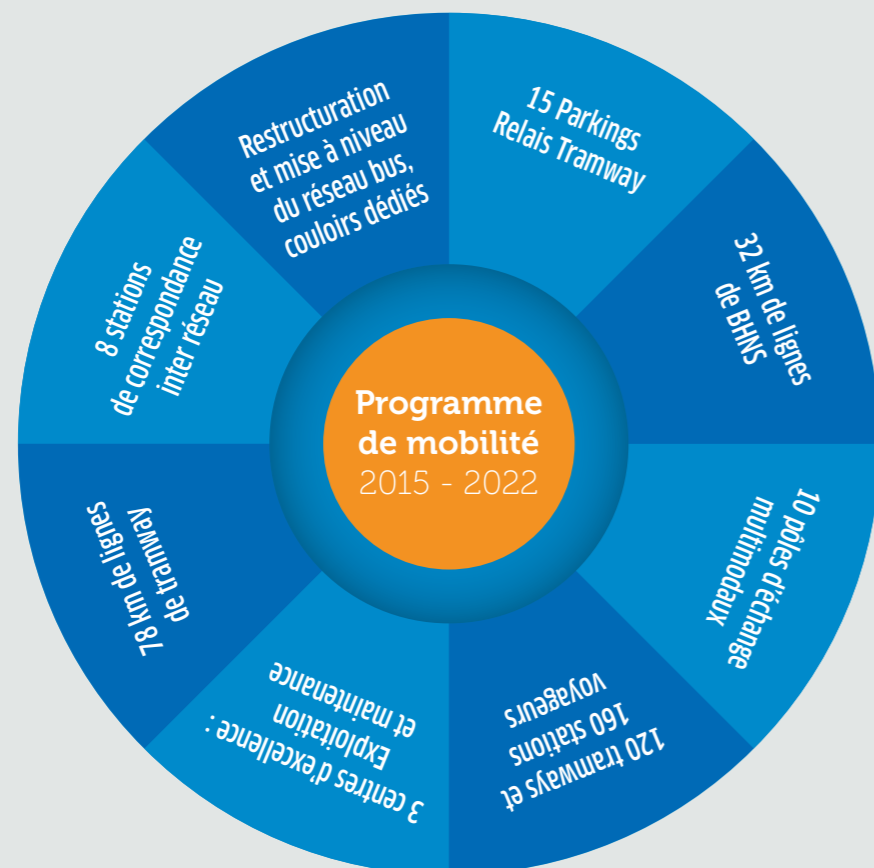 Programme
de mobilité
2015 - 2022
15 Parkings
Relais Tramway
32 km de lignes
de BHNS
10 pôles d'échange
multimodaux
120 tramways et
160 stations
voyageurs
3 centres d'excellence :
Exploitation
et maintenance
78 km de lignes
de tramway
8 stations
de correspondance
inter réseau
Restructuration
et mise à niveau
du réseau bus,
couloirs dédiés